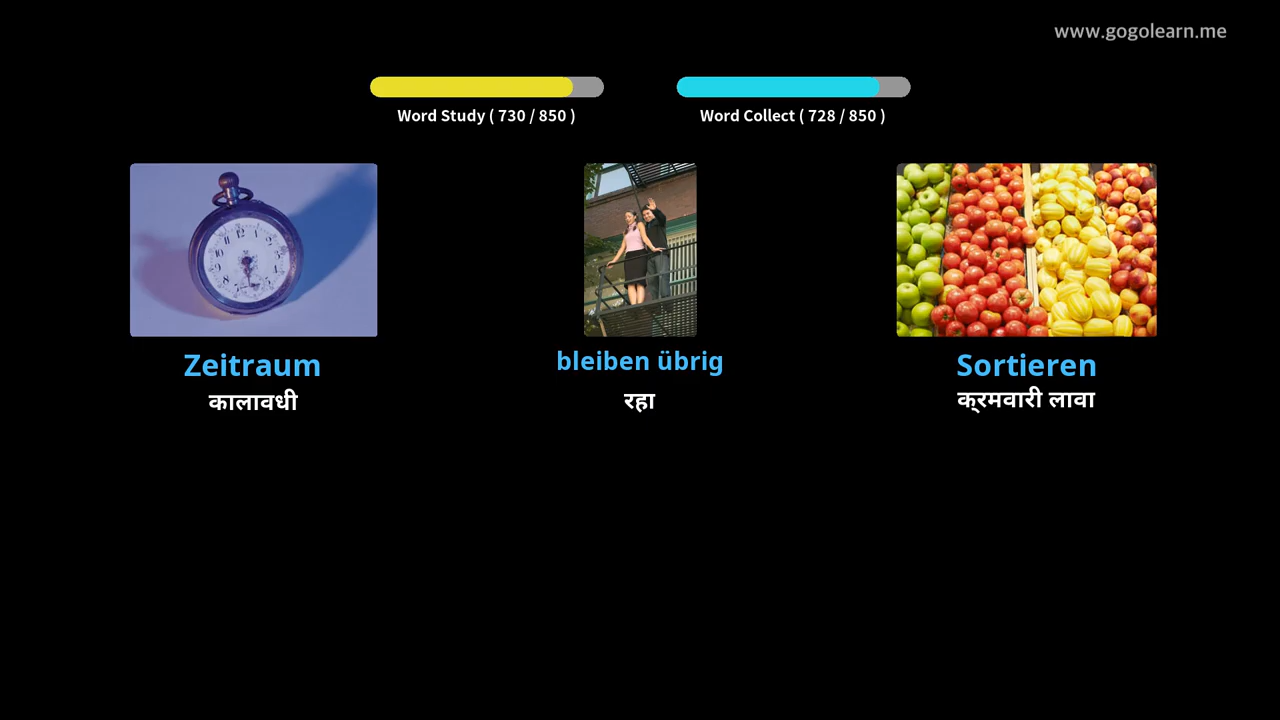 www.gogolearn.me
Word Study ( 730 / 850 )
Word Collect ( 728 / 850 )
Zeitraum
bleiben übrig
Sortieren
कालावधी
रहा
क्रमवारी लावा